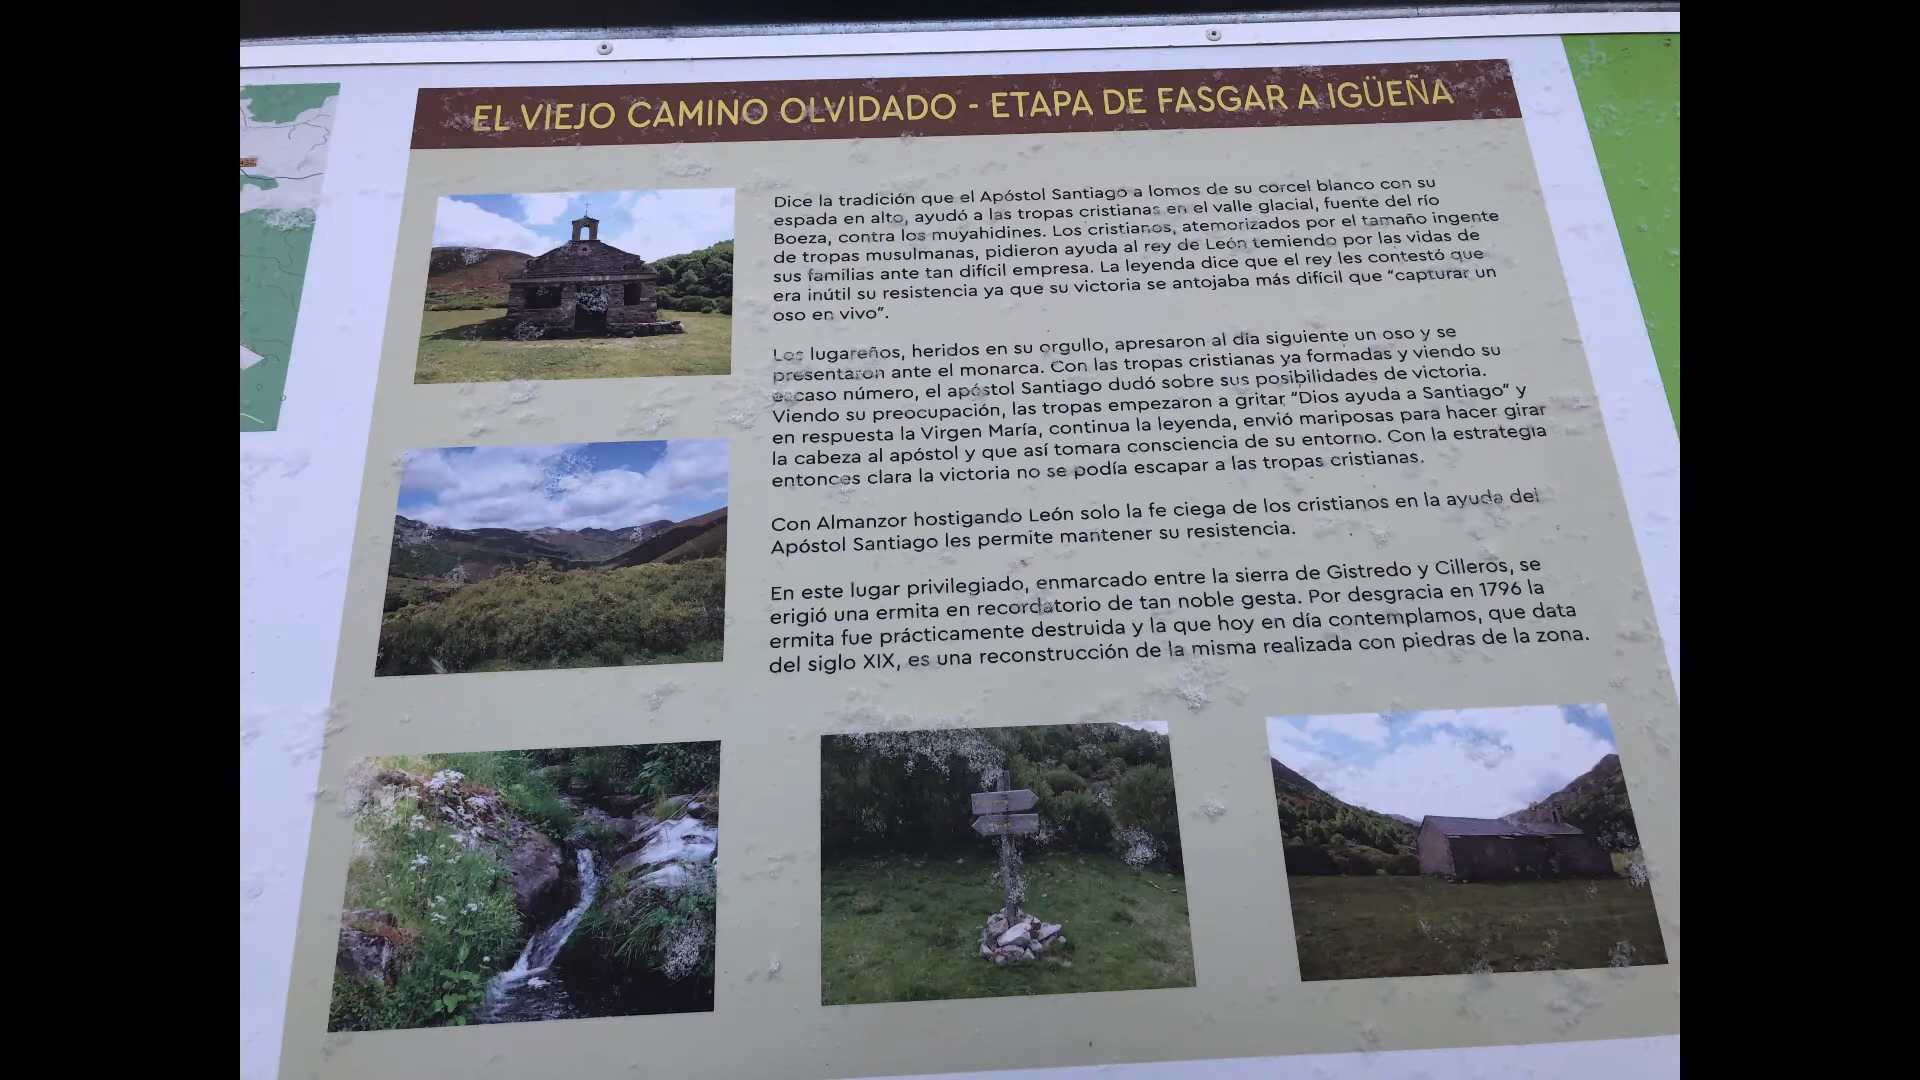 EL VIEJO CAMINO OLVIDADO - ETAPA DE FASGAR A IGÜEÑA
Dice la tradición que el Apóstol Santiago a lomos de su corcel blanco con su
espada en alto, ayudó a las tropas cristianas en el valle glacial, fuente del río
Boeza, contra los muyahidines. Los cristianos, atemorizados por el tamaño ingente
de tropas musulmanas, pidieron ayuda al rey de León temiendo por las vidas de
sus familias ante tan difícil empresa. La leyenda dice que el rey les contestó que
era inútil su resistencia ya que su victoria se antojaba más difícil que “capturar un
oso en vivo”.
Los lugareños, heridos en su orgullo, apresaron al día siguiente un oso y se
presentaron ante el monarca. Con las tropas cristianas ya formadas y viendo su
escaso número, el apóstol Santiago dudó sobre sus posibilidades de victoria.
Viendo su preocupación, las tropas empezaron a gritar “Dios ayuda a Santiago” y
en respuesta la Virgen María, continua la leyenda, envió mariposas para hacer girar
la cabeza al apóstol y que así tomara consciencia de su entorno. Con la estrategia
entonces clara la victoria no se podía escapar a las tropas cristianas.
Con Almanzor hostigando León solo la fe ciega de los cristianos en la ayuda del
Apóstol Santiago les permite mantener su resistencia.
En este lugar privilegiado, enmarcado entre la sierra de Gistredo y Cilleros, se
erigió una ermita en recordatorio de tan noble gesta. Por desgracia en 1796 la
ermita fue prácticamente destruida y la que hoy en día contemplamos, que data
del siglo XIX, es una reconstrucción de la misma realizada con piedras de la zona.